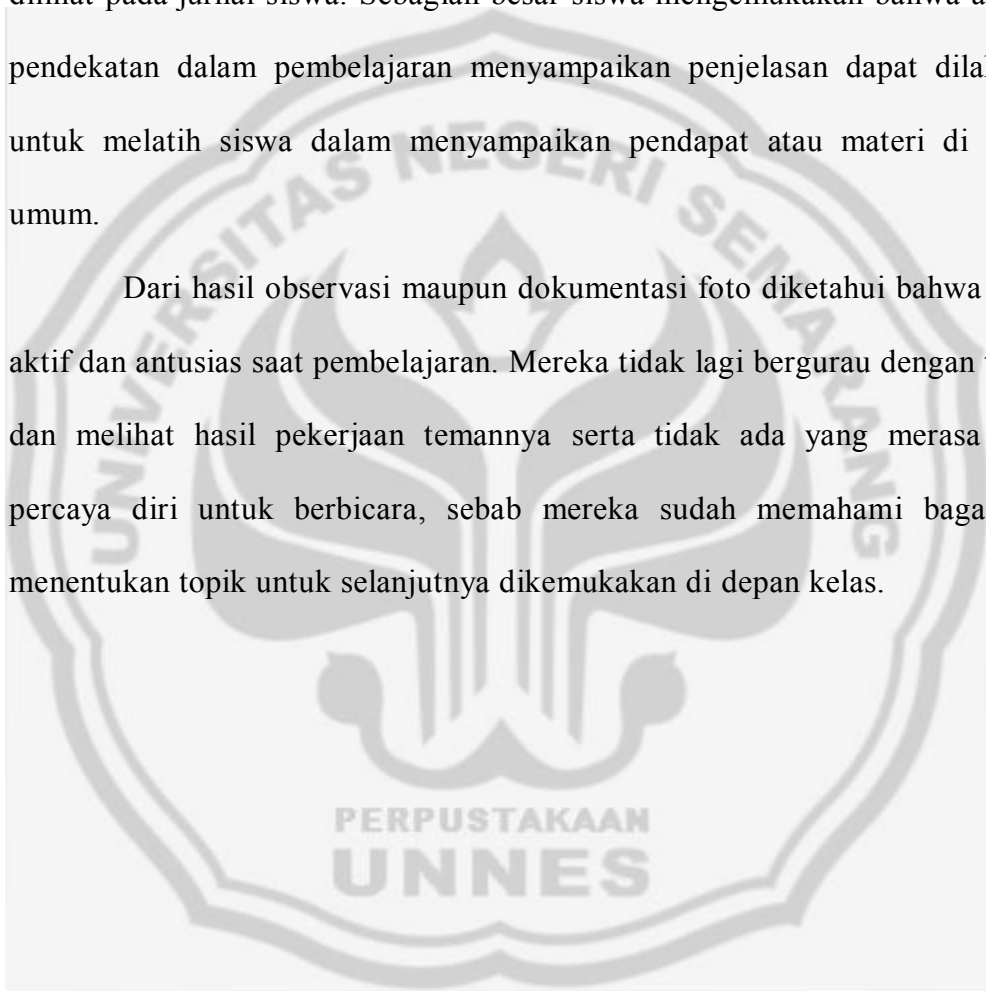 dilihat pada jurnal siswa. Sebagian besar siswa mengemukakan bahwa
pendekatan dalam pembelajaran menyampaikan penjelasan dapat
untuk melatih siswa dalam menyampaikan pendapat atau materi di
umum.
Dari hasil observasi maupun dokumentasi foto diketahui bahwa
aktif dan antusias saat pembelajaran. Mereka tidak lagi bergurau dengan
dan melihat hasil pekerjaan temannya serta tidak ada yang merasa
percaya diri untuk berbicara, sebab mereka sudah memahami
menentukan topik untuk selanjutnya dikemukakan di depan kelas.
UNIVERSITAS NEGERI SEMARANG
PERPUSTAKAAN
UNNES